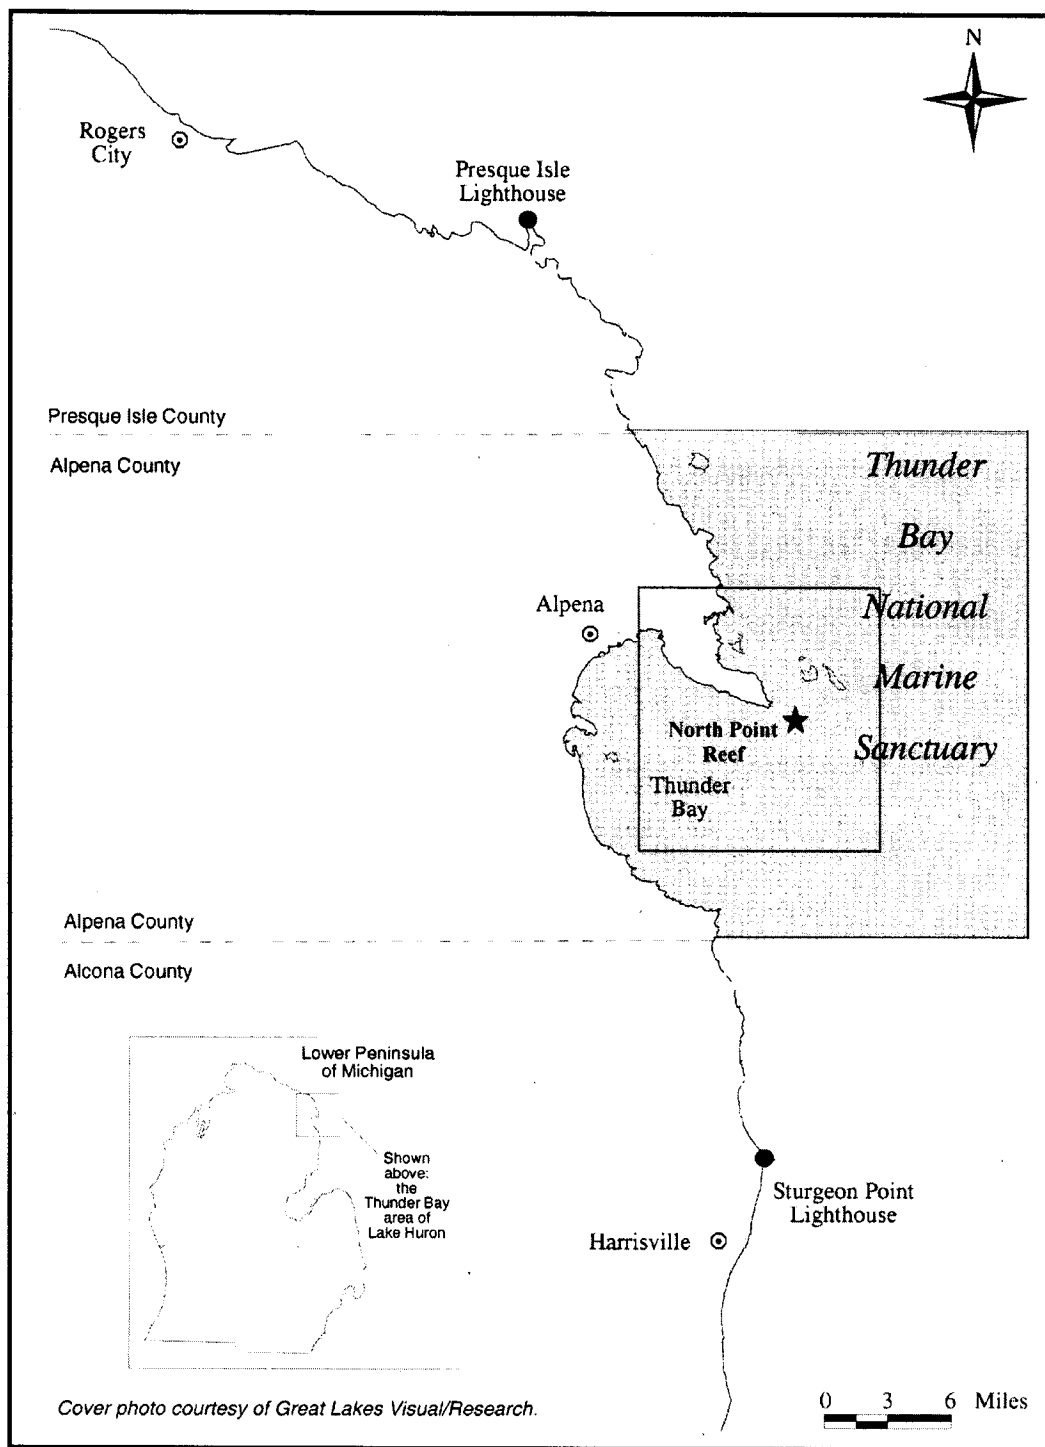 N
Rogers
City
Presque Isle
Lighthouse
Presque Isle County
Alpena County
Thunder
Bay
National
Marine
Sanctuary
Alpena
North Point
Reef
Thunder
Bay
Alpena County
Alcona County
Lower Peninsula
of Michigan
Shown
above:
the
Thunder Bay
area of
Lake Huron
Sturgeon Point
Lighthouse
Harrisville
Cover photo courtesy of Great Lakes Visual/Research.
0 3 6 Miles